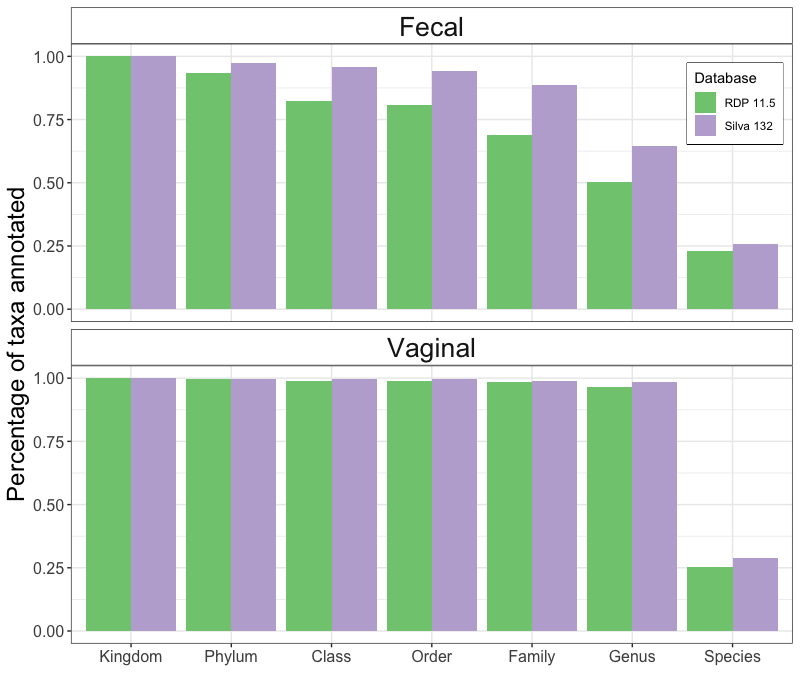 Fecal
1.00
0.75
0.50
0.25
0.00
Database
RDP 11.5
Silva 132
Percentage of taxa annotated
Vaginal
1.00
0.75
0.50
0.25
0.00
Kingdom Phylum Class Order Family Genus Species